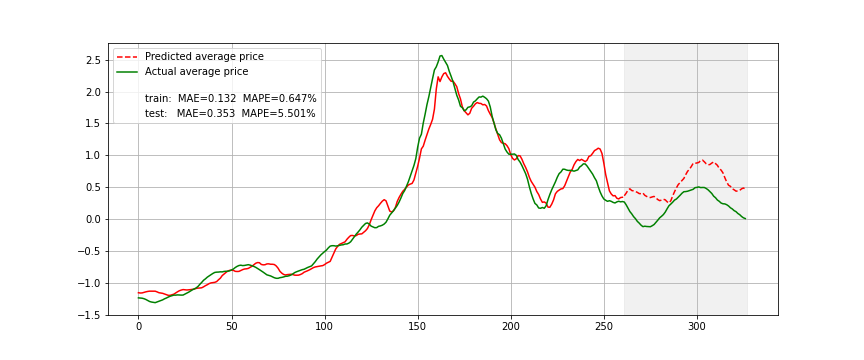 2.5
2.0
1.5
1.0
0.5
0.0
−0.5
−1.0
−1.5
Predicted average price
Actual average price
train:  MAE=0.132  MAPE=0.647%
test:   MAE=0.353  MAPE=5.501%
0 50 100 150 200 250 300